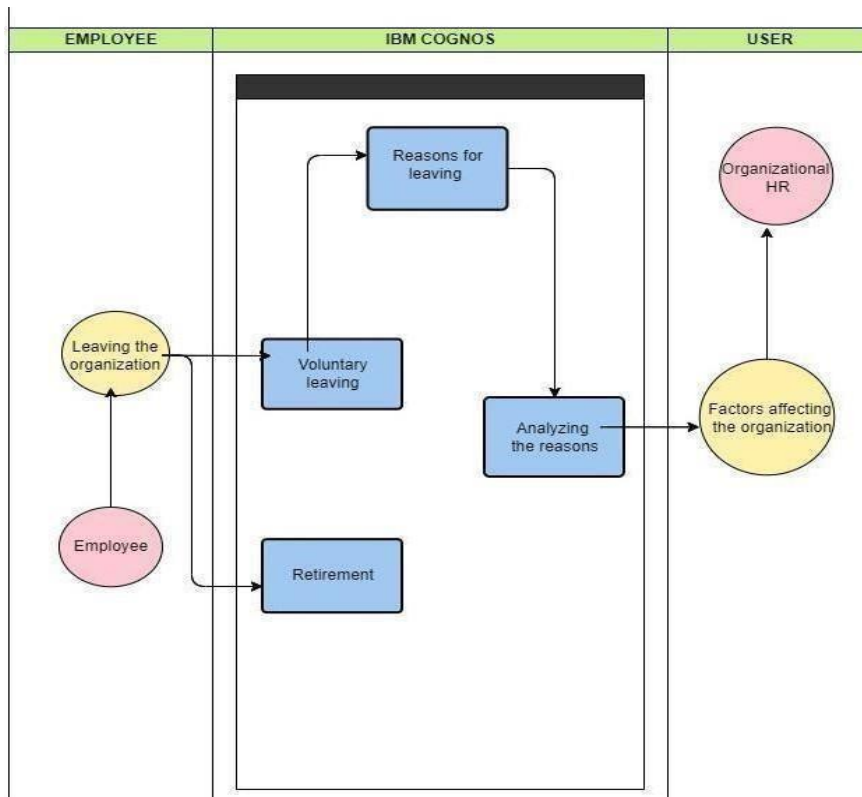 EMPLOYEE
IBM COGNOS
USER
Reasons for
leaving
Organizational
HR
Leaving the
organization
Voluntary
leaving
Analyzing
the reasons
Factors affecting
the organization
Employee
Retirement